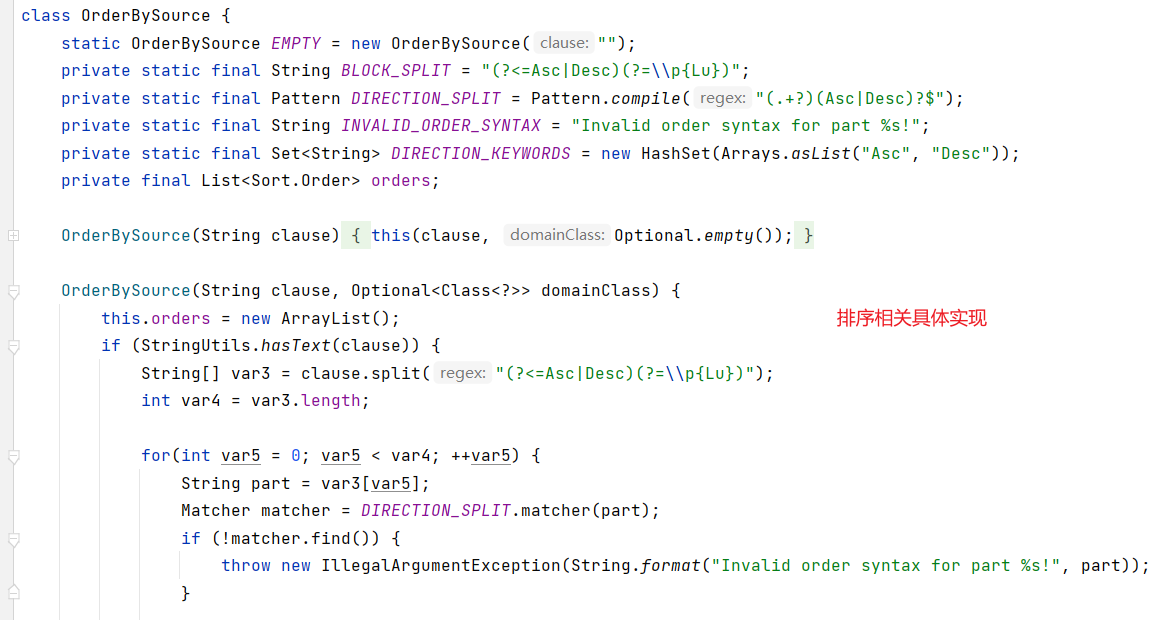 class OrderBySource {
    static OrderBySource EMPTY = new OrderBySource( clause: "");
    private static final String BLOCK_SPLIT = "(?<=Asc|Desc)(?=\\p{Lu})";
    private static final Pattern DIRECTION_SPLIT = Pattern.compile( regex: "(.+?)(Asc|Desc)?$");
    private static final String INVALID_ORDER_SYNTAX = "Invalid order syntax for part %s!";
    private static final Set<String> DIRECTION_KEYWORDS = new HashSet(Arrays.asList("Asc", "Desc"));
    private final List<Sort.Order> orders;
    OrderBySource(String clause) { this(clause, domainClass: Optional.empty()); }
    OrderBySource(String clause, Optional<Class<?>> domainClass) {
        this.orders = new ArrayList();
排序相关具体实现
        if (StringUtils.hasText(clause)) {
            String[] var3 = clause.split( regex: "(?<=Asc|Desc)(?=\\p{Lu})");
            int var4 = var3.length;
            for(int var5 = 0; var5 < var4; ++var5) {
                String part = var3[var5];
                Matcher matcher = DIRECTION_SPLIT.matcher(part);
                if (!matcher.find()) {
                    throw new IllegalArgumentException(String.format("Invalid order syntax for part %s!", part));
                }